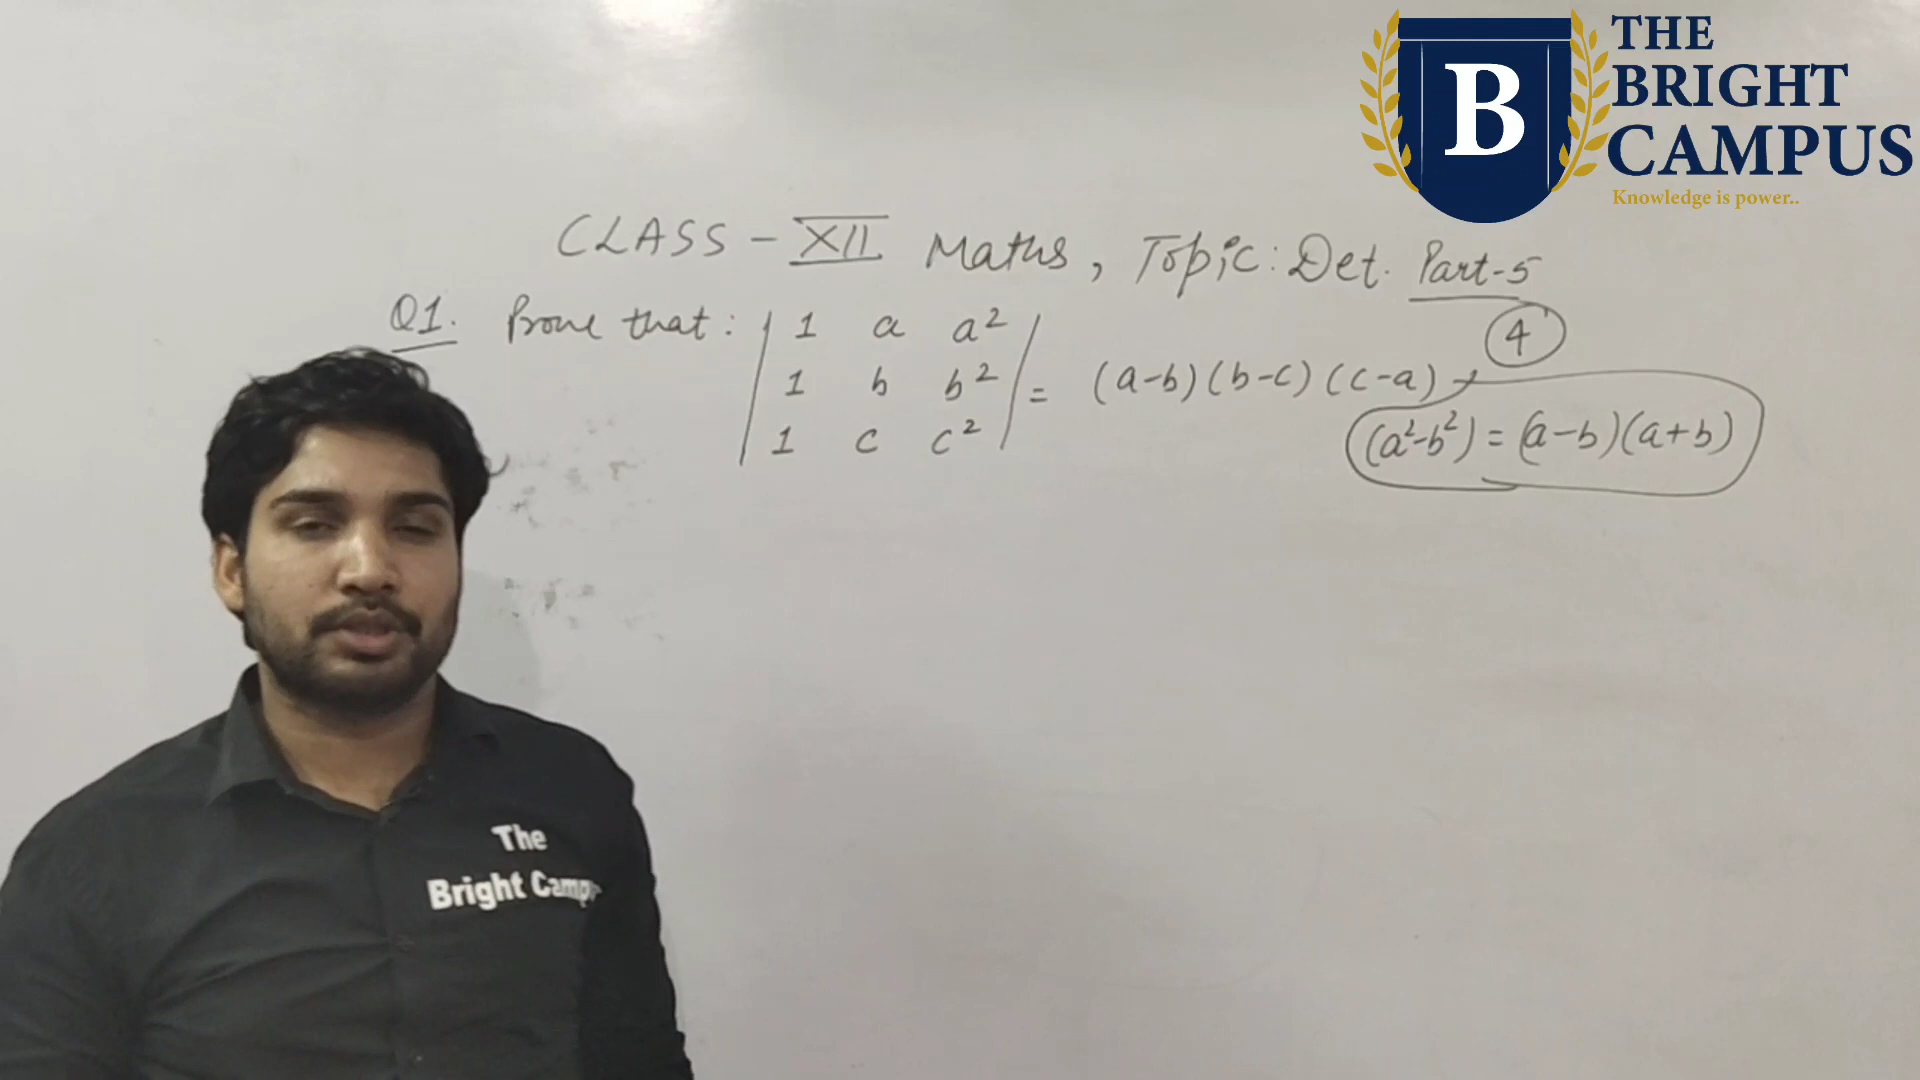 THE
BRIGHT
CAMPUS
Knowledge is power..
B
CLASS - XII Maths, Topic: Det. Part-5
Q1. Prove that: | 1 a a² |
| 1 b b² | = (a-b)(b-c)(c-a)
| 1 c c² |
4
(a²-b²) = (a-b)(a+b)
The
Bright Camp